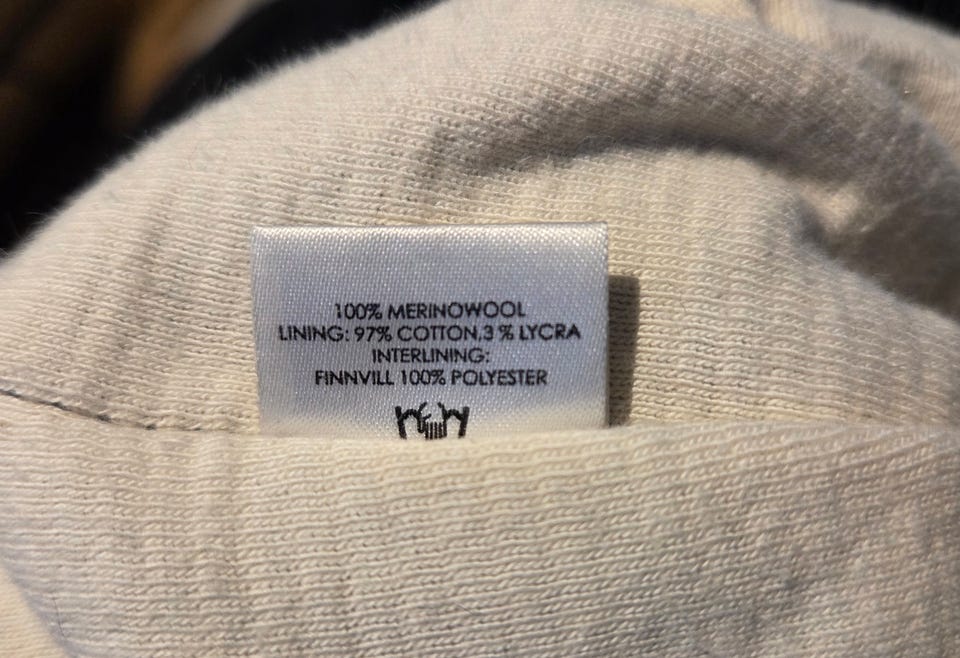 100% MERINOWOOL
LINING: 97% COTTON,3 % LYCRA
INTERLINING:
FINNVILL 100% POLYESTER